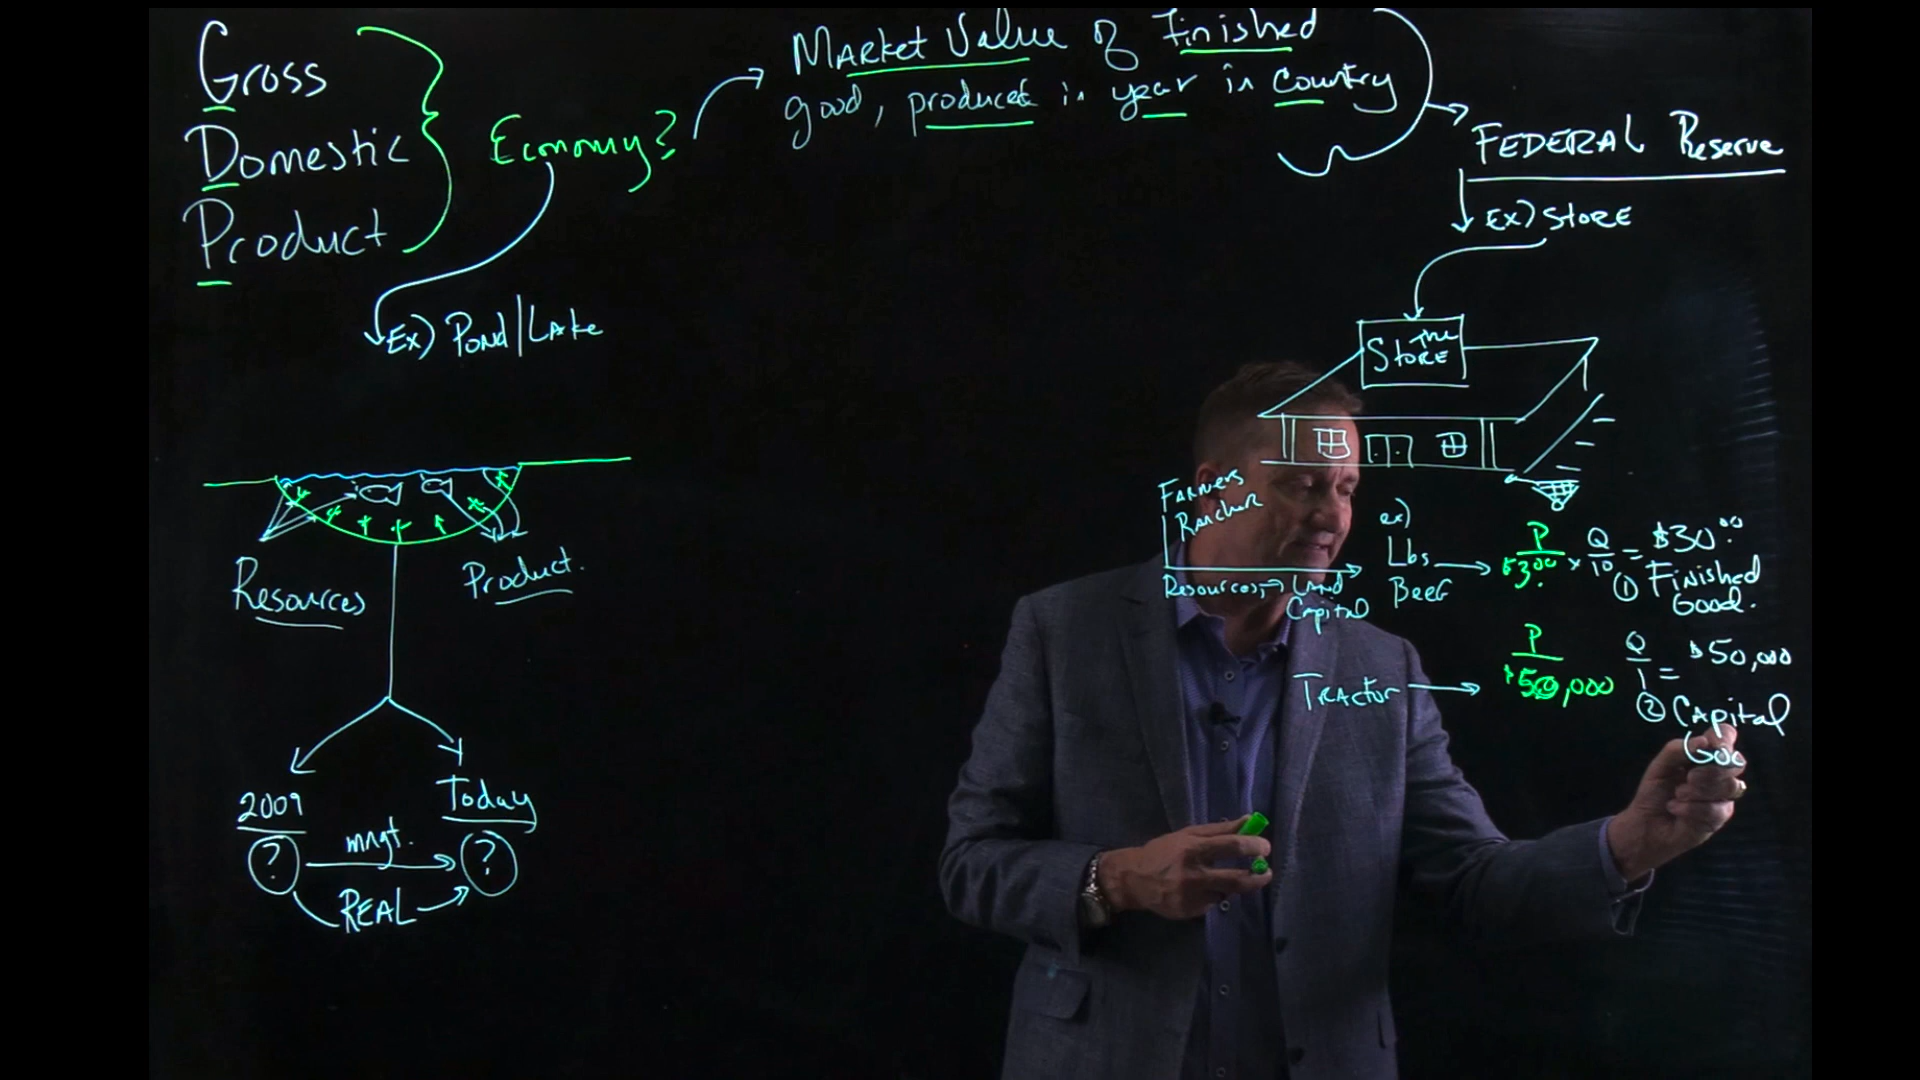 Gross
Domestic
Product
Economy?
Market Value of Finished
good, produced in year in Country
FEDERAL Reserve
Ex) STORE
The
STORE
Ex) Pond/Lake
Resources
Product.
2009
Today
?
mngt.
?
REAL
Farmers
Rancher
Resources→ Land
Capital
ex)
Lbs
Beef
P
$3.00 × Q/10 = $30.00
① Finished
Good.
Tractor
P
$50,000
Q
1 = $50,000
② Capital
Goo